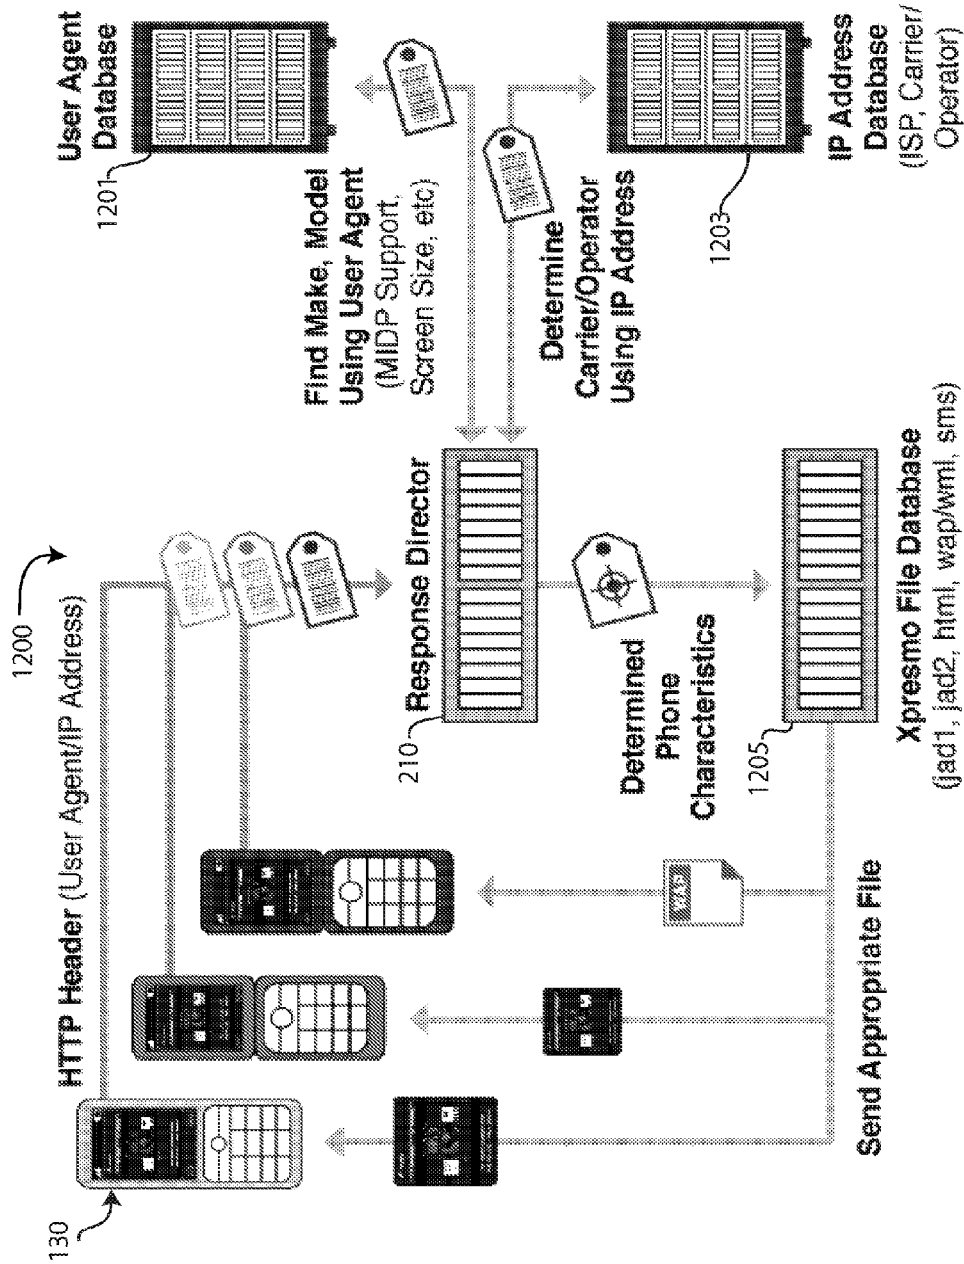 1200
HTTP Header (User Agent/IP Address)
130
User Agent
Database
1201
Find Make, Model
Using User Agent
(MIDP Support,
Screen Size, etc)
Response Director
210
Determine
Carrier/Operator
Using IP Address
1203
IP Address
Database
(ISP, Carrier/
Operator)
Determined
Phone
Characteristics
1205
Xpresmo File Database
(jad1, jad2, html, wap/wml, sms)
Send Appropriate File